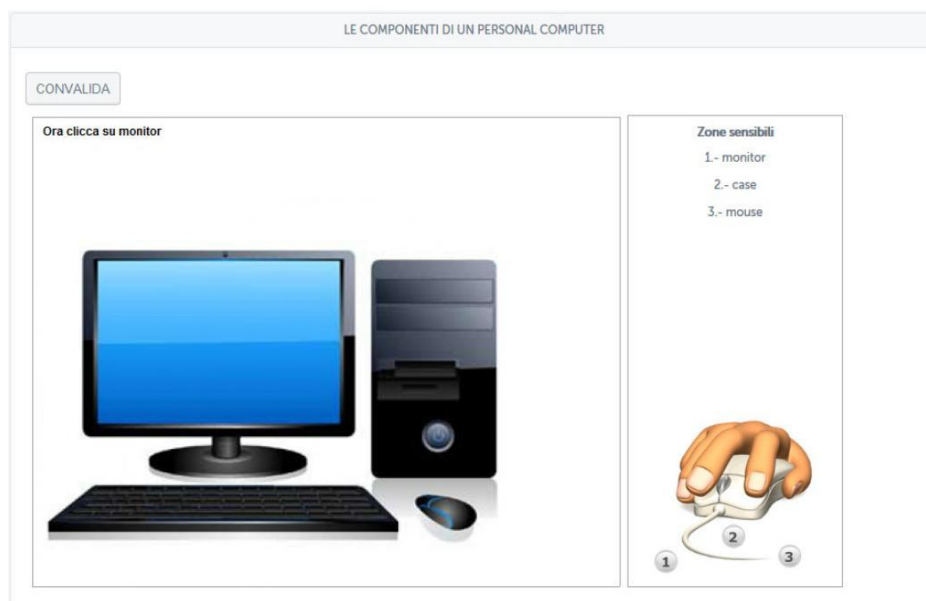 LE COMPONENTI DI UN PERSONAL COMPUTER
CONVALIDA
Ora clicca su monitor
Zone sensibili
1.- monitor
2.- case
3.- mouse
1
2
3